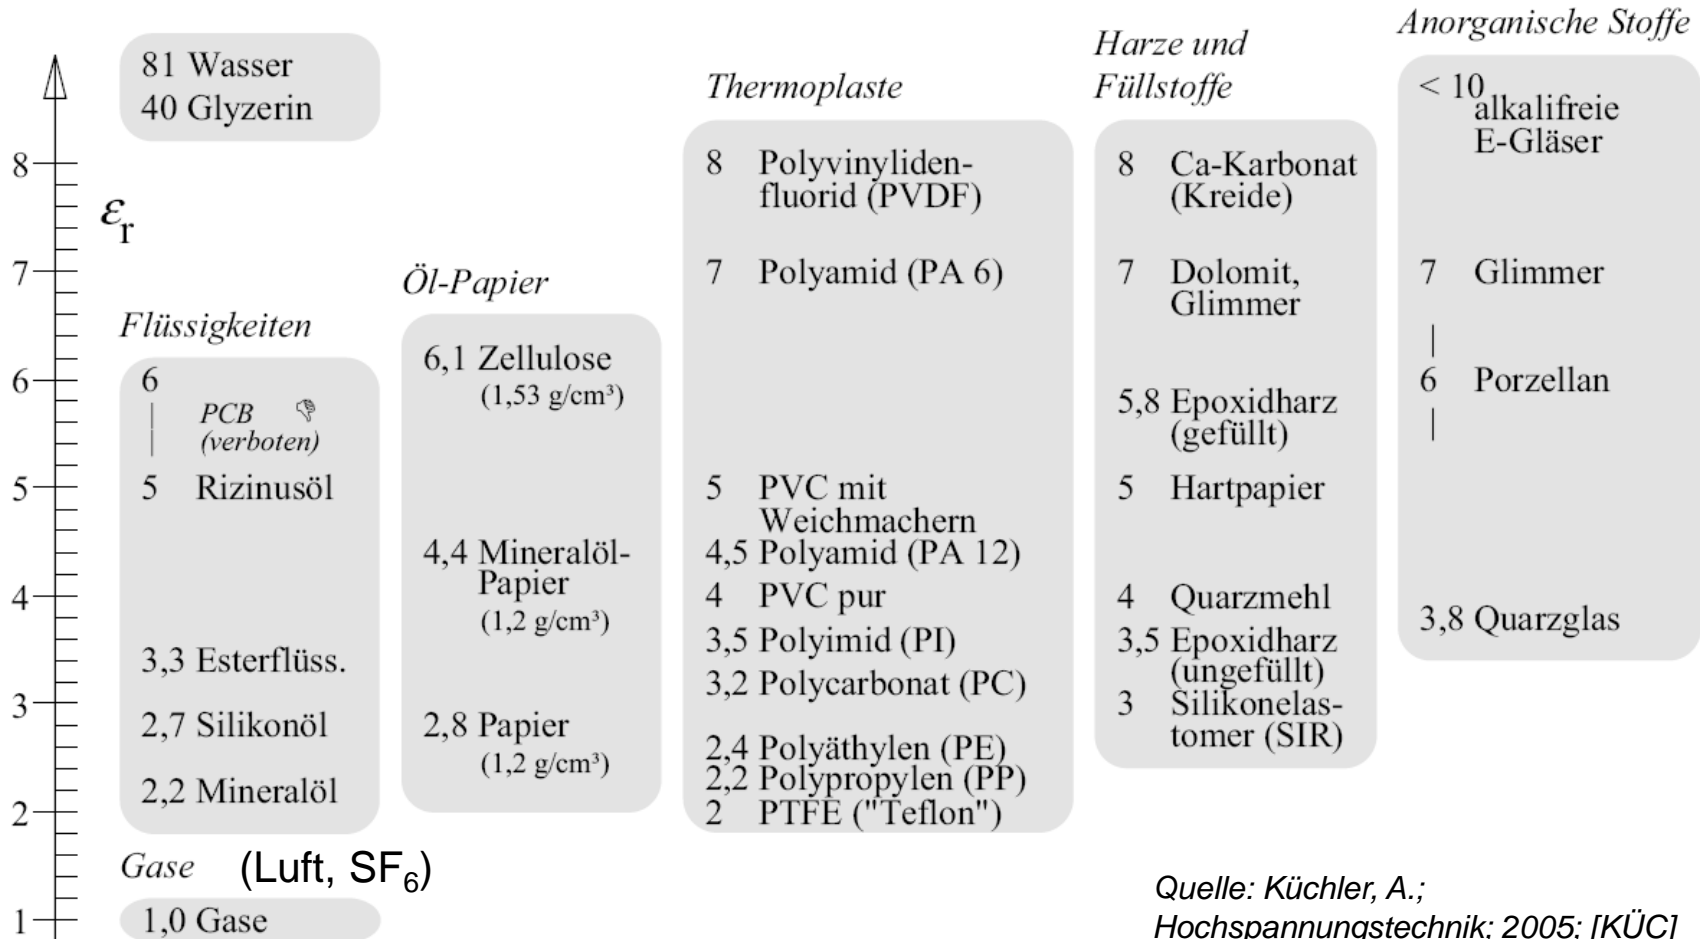 81 Wasser
40 Glyzerin
8
εr
7
6
5
4
3
2
1
Flüssigkeiten
6
PCB
(verboten)
5 Rizinusöl
3,3 Esterflüss.
2,7 Silikonöl
2,2 Mineralöl
Gase (Luft, SF6)
1,0 Gase
Öl-Papier
6,1 Zellulose
(1,53 g/cm³)
4,4 Mineralöl-
Papier
(1,2 g/cm³)
2,8 Papier
(1,2 g/cm³)
Thermoplaste
8 Polyvinyliden-
fluorid (PVDF)
7 Polyamid (PA 6)
5 PVC mit
Weichmachern
4,5 Polyamid (PA 12)
4 PVC pur
3,5 Polyimid (PI)
3,2 Polycarbonat (PC)
2,4 Polyäthylen (PE)
2,2 Polypropylen (PP)
2 PTFE ("Teflon")
Harze und
Füllstoffe
8 Ca-Karbonat
(Kreide)
7 Dolomit,
Glimmer
5,8 Epoxidharz
(gefüllt)
5 Hartpapier
4 Quarzmehl
3,5 Epoxidharz
(ungefüllt)
3 Silikonelas-
tomer (SIR)
Anorganische Stoffe
< 10
alkalifreie
E-Gläser
7 Glimmer
6 Porzellan
3,8 Quarzglas
Quelle: Küchler, A.;
Hochspannungstechnik; 2005; [KÜC]